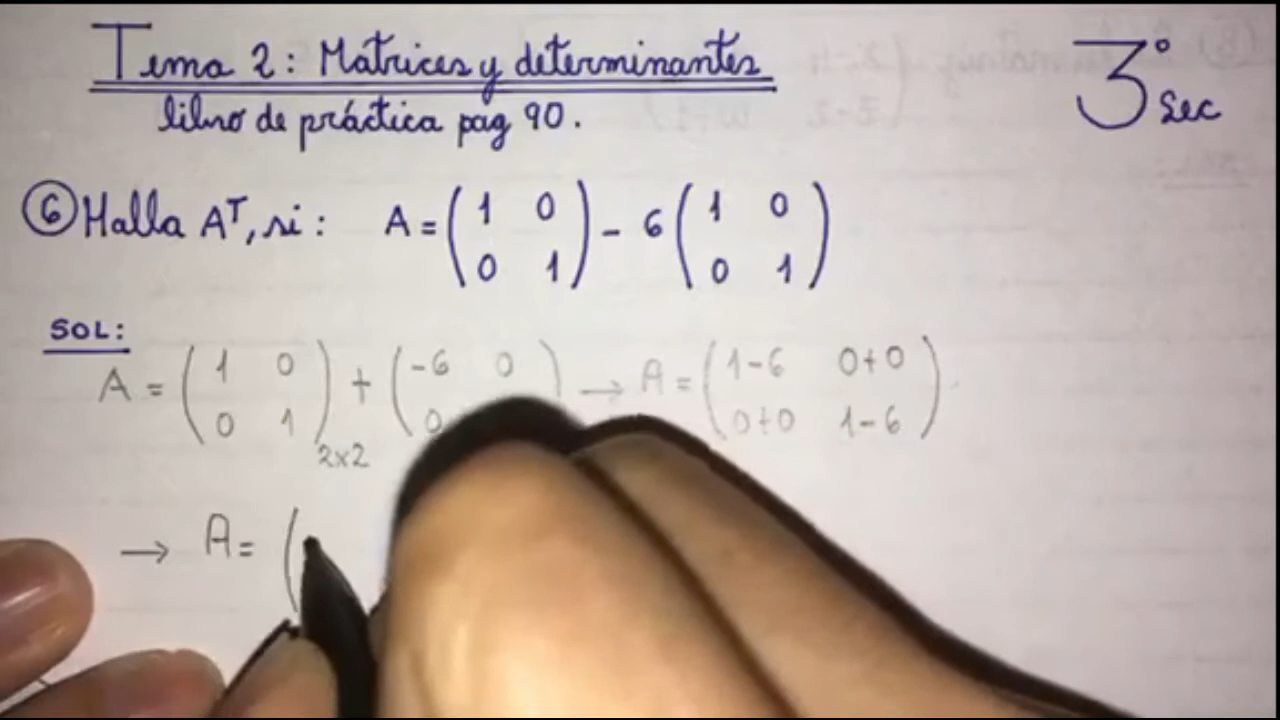 Tema 2: Matrices y determinantes
libro de práctica pag 90.
3° Sec
⑥ Halla Aᵀ, si: A = ( 1 0 ) - 6 ( 1 0 )
( 0 1 ) ( 0 1 )
SOL:
A = ( 1 0 ) + ( -6 0 ) → A = ( 1-6 0+0 )
( 0 1 )2x2 ( 0 ( 0+0 1-6 )
→ A = (